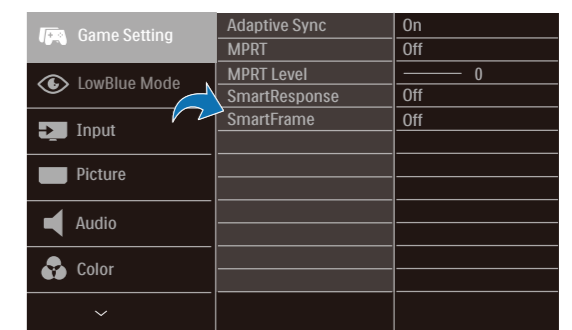 Game Setting
LowBlue Mode
Input
Picture
Audio
Color
Adaptive Sync On
MPRT Off
MPRT Level 0
SmartResponse Off
SmartFrame Off